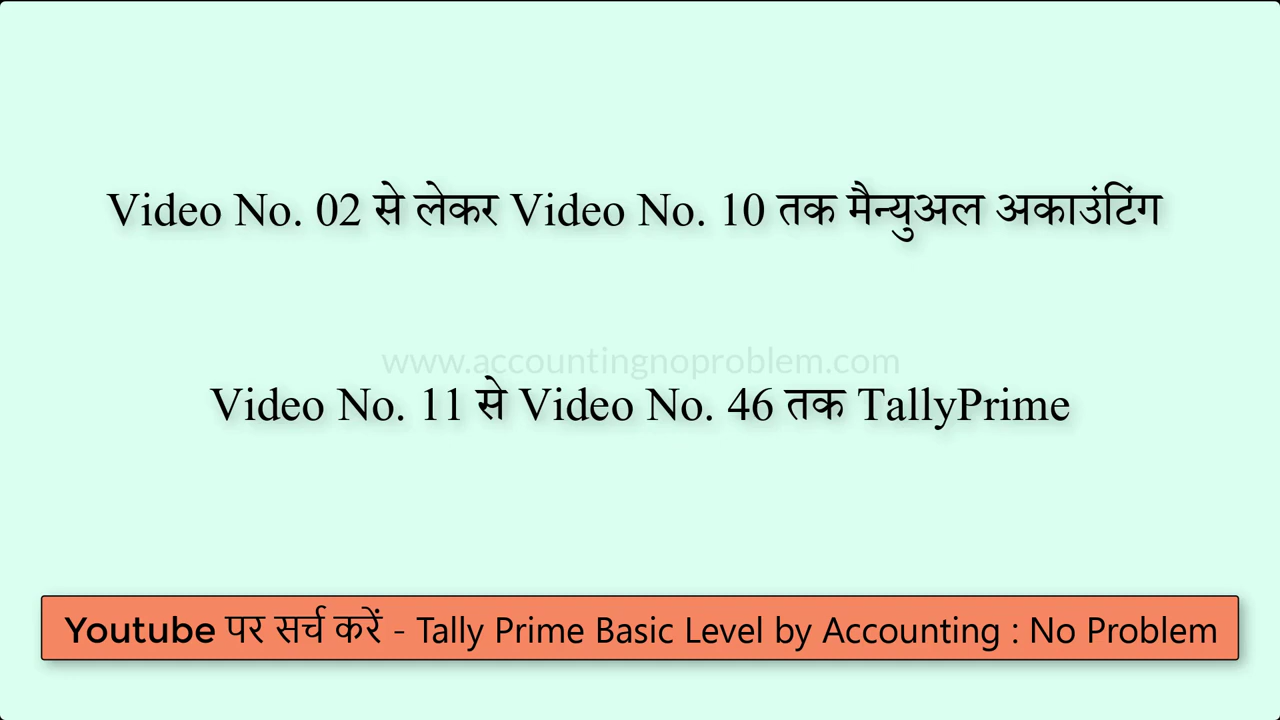 Video No. 02 से लेकर Video No. 10 तक मैन्युअल अकाउंटिंग
www.accountingnoproblem.com
Video No. 11 से Video No. 46 तक TallyPrime
Youtube पर सर्च करें - Tally Prime Basic Level by Accounting : No Problem